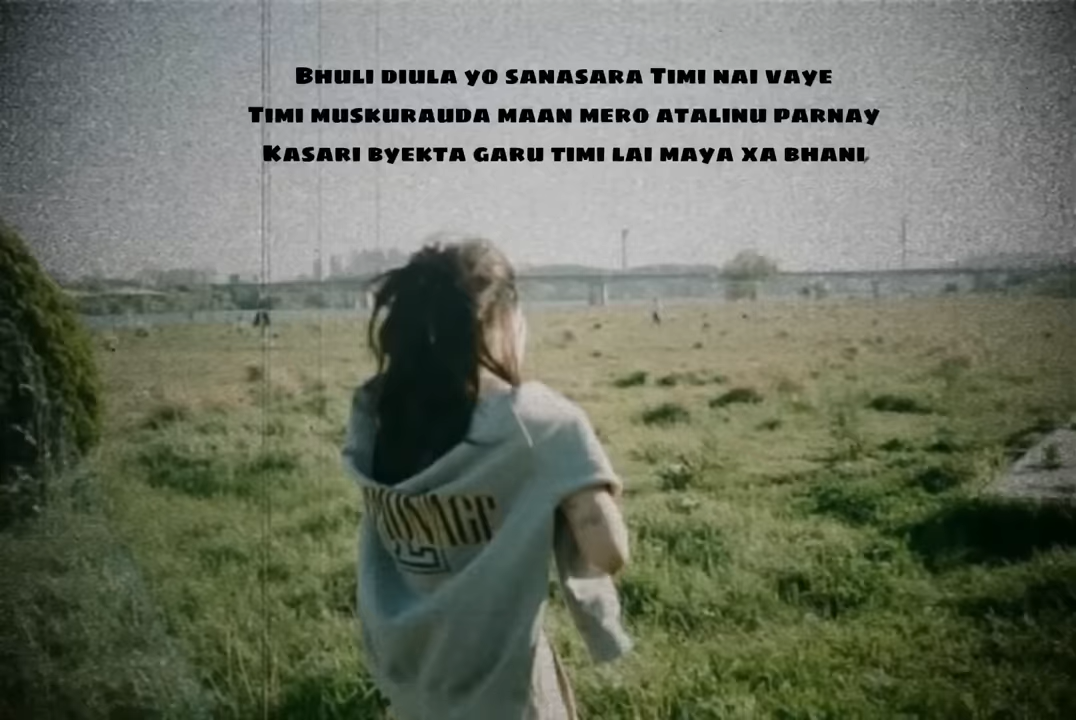 Bhuli diula yo sanasara Timi nai vaye
Timi muskurauda maan mero atalinu parnay
Kasari byekta garu timi lai maya xa bhani